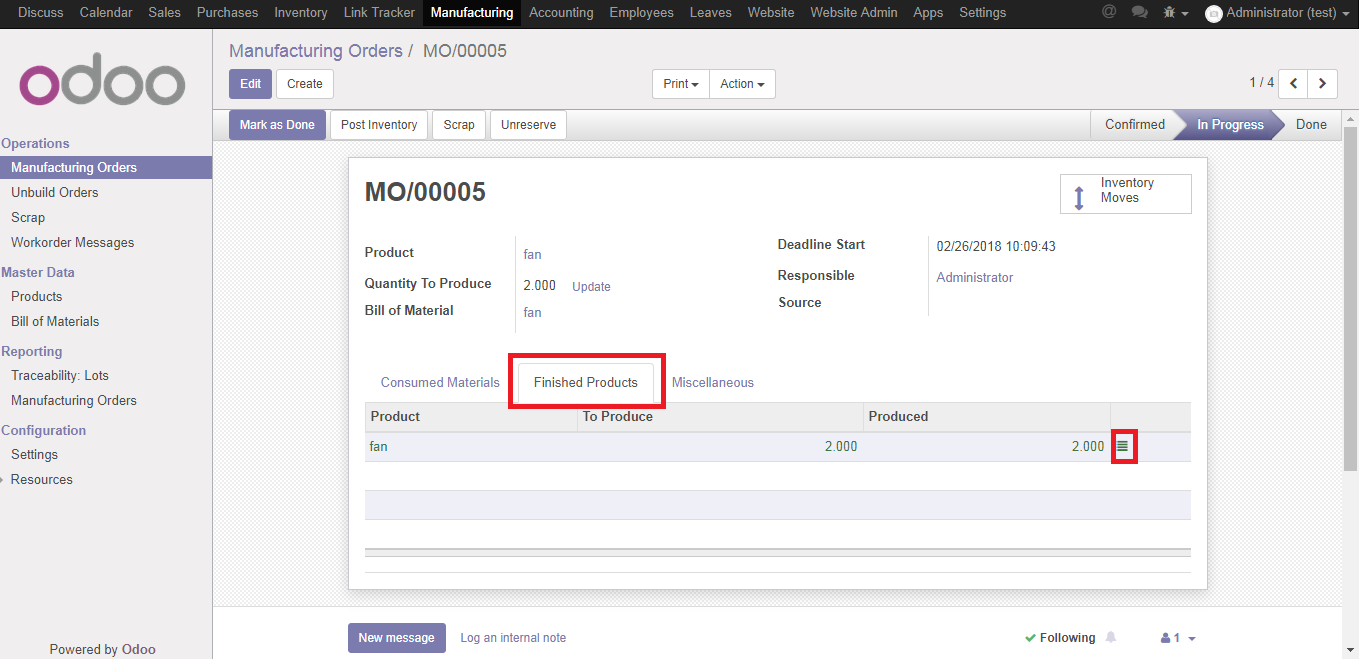 Discuss Calendar Sales Purchases Inventory Link Tracker Manufacturing Accounting Employees Leaves Website Website Admin Apps Settings @ Administrator (test)
odoo
Operations
Manufacturing Orders
Unbuild Orders
Scrap
Workorder Messages
Master Data
Products
Bill of Materials
Reporting
Traceability: Lots
Manufacturing Orders
Configuration
Settings
Resources
Powered by Odoo
Manufacturing Orders / MO/00005
Edit Create Print Action 1 / 4
Mark as Done Post Inventory Scrap Unreserve Confirmed In Progress Done
MO/00005
Inventory
Moves
Product fan
Quantity To Produce 2.000 Update
Bill of Material fan
Deadline Start 02/26/2018 10:09:43
Responsible Administrator
Source
Consumed Materials Finished Products Miscellaneous
Product To Produce Produced
fan 2.000 2.000
New message Log an internal note Following 1